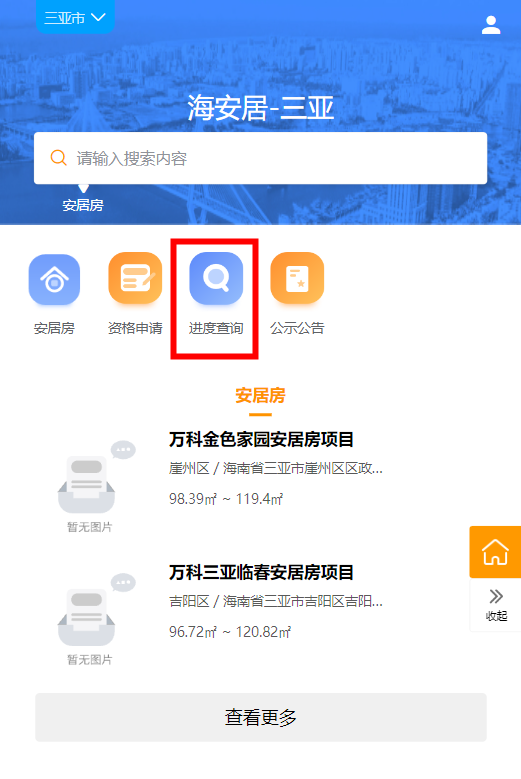 三亚市
海安居-三亚
请输入搜索内容
安居房
安居房
资格申请
进度查询
公示公告
安居房
万科金色家园安居房项目
崖州区 / 海南省三亚市崖州区区政...
98.39㎡ ~ 119.4㎡
暂无图片
万科三亚临春安居房项目
吉阳区 / 海南省三亚市吉阳区吉阳...
96.72㎡ ~ 120.82㎡
暂无图片
收起
查看更多